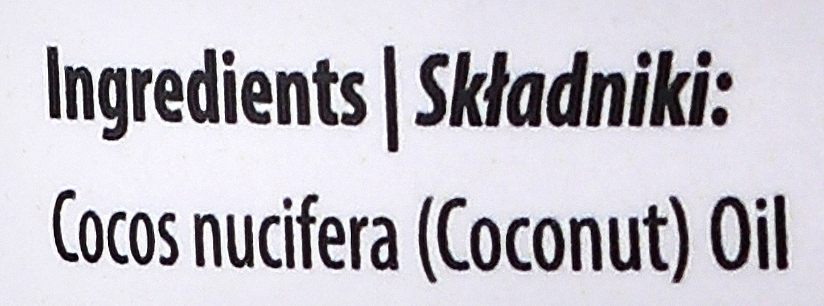 Ingredients | Składniki:
Cocos nucifera (Coconut) Oil